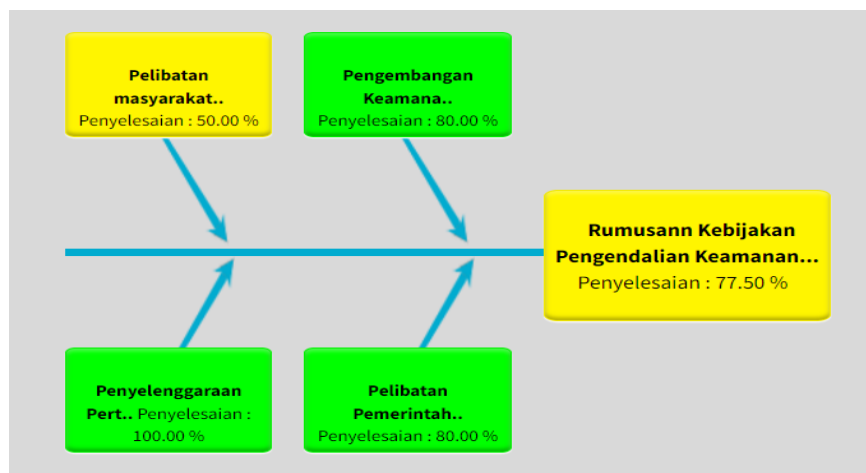 Pelibatan
masyarakat..
Penyelesaian : 50.00 %
Pengembangan
Keamana..
Penyelesaian : 80.00 %
Rumusann Kebijakan
Pengendalian Keamanan...
Penyelesaian : 77.50 %
Penyelenggaraan
Pert.. Penyelesaian :
100.00 %
Pelibatan
Pemerintah..
Penyelesaian : 80.00 %